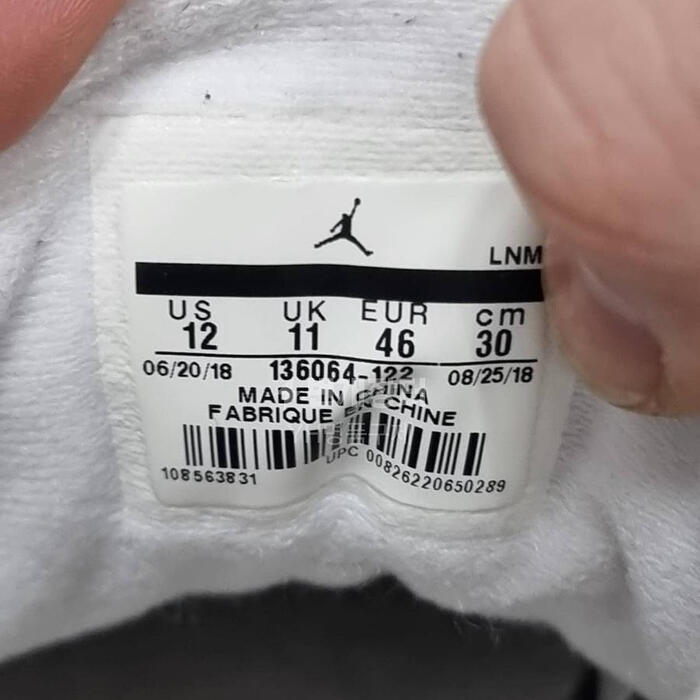 LNM
US UK EUR cm
12 11 46 30
06/20/18 136064-122 08/25/18
MADE IN CHINA
FABRIQUE EN CHINE
108563831 UPC 00826220650289